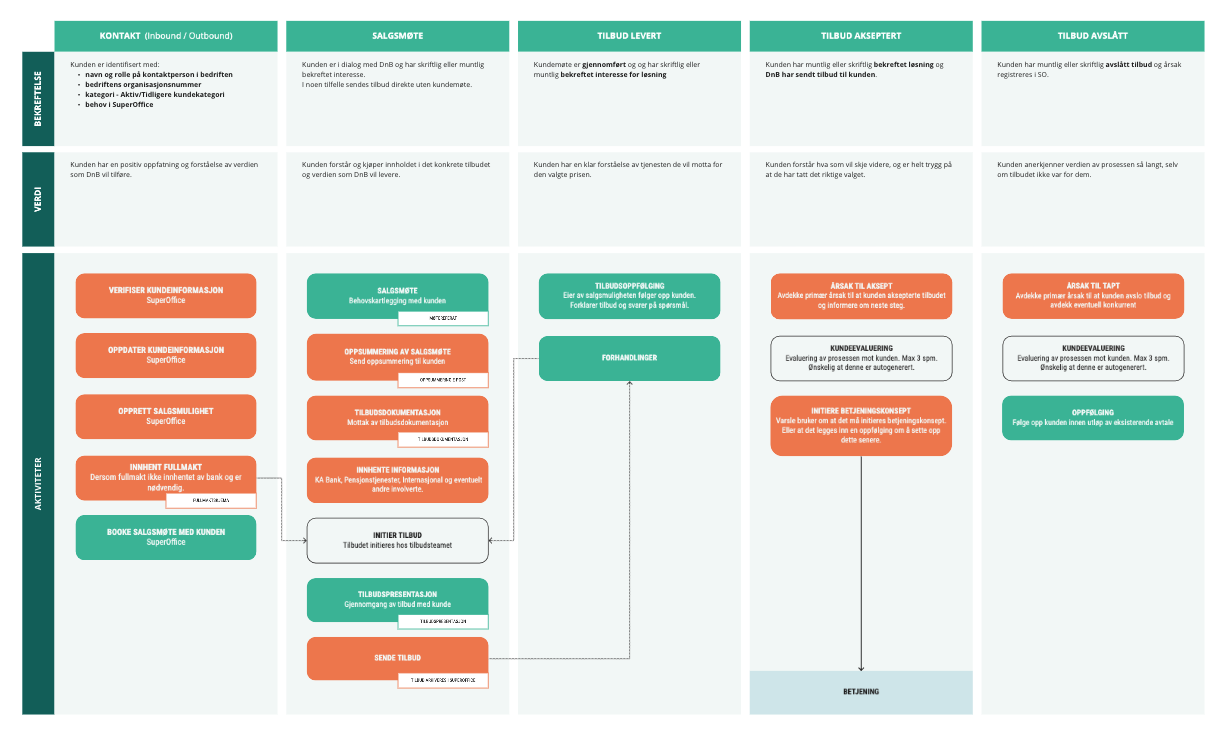 KONTAKT (Inbound / Outbound)
SALGSMØTE
TILBUD LEVERT
TILBUD AKSEPTERT
TILBUD AVSLÅTT
BEKREFTELSE
Kunden er identifisert med:
• navn og rolle på kontaktperson i bedriften
• bedriftens organisasjonsnummer
• kategori - Aktiv/Tidligere kundekategori
• behov i SuperOffice
Kunden er i dialog med DnB og har skriftlig eller muntlig
bekreftet interesse.
I noen tilfelle sendes tilbud direkte uten kundemøte.
Kundemøte er gjennomført og og har skriftlig eller
muntlig bekreftet interesse for løsning
Kunden har muntlig eller skriftlig bekreftet løsning og
DnB har sendt tilbud til kunden.
Kunden har muntlig eller skriftlig avslått tilbud og årsak
registreres i SO.
VERDI
Kunden har en positiv oppfatning og forståelse av verdien
som DnB vil tilføre.
Kunden forstår og kjøper innholdet i det konkrete tilbudet
og verdien som DnB vil levere.
Kunden har en klar forståelse av tjenesten de vil motta for
den valgte prisen.
Kunden forstår hva som vil skje videre, og er helt trygg på
at de har tatt det riktige valget.
Kunden anerkjenner verdien av prosessen så langt, selv
om tilbudet ikke var for dem.
AKTIVITETER
VERIFISER KUNDEINFORMASJON
SuperOffice
OPPDATER KUNDEINFORMASJON
SuperOffice
OPPRETT SALGSMULIGHET
SuperOffice
INNHENT FULLMAKT
Dersom fullmakt ikke innhentet av bank og er
nødvendig.
FULLMAKTSKJEMA
BOOKE SALGSMØTE MED KUNDEN
SuperOffice
SALGSMØTE
Behovskartlegging med kunden
MØTEREFERAT
OPPSUMMERING AV SALGSMØTE
Send oppsummering til kunden
OPPSUMMERING E-POST
TILBUDSDOKUMENTASJON
Mottak av tilbudsdokumentasjon
TILBUDSDOKUMENTASJON
INNHENTE INFORMASJON
KA Bank, Pensjonstjenester, Internasjonal og eventuelt
andre involverte.
INITIER TILBUD
Tilbudet initieres hos tilbudsteamet
TILBUDSPRESENTASJON
Gjennomgang av tilbud med kunde
TILBUDSPRESENTASJON
SENDE TILBUD
TILBUD ARKIVERES I SUPEROFFICE
TILBUDSOPPFØLGING
Eier av salgsmuligheten følger opp kunden.
Forklarer tilbud og svarer på spørsmål.
FORHANDLINGER
ÅRSAK TIL AKSEPT
Avdekke primær årsak til at kunden aksepterte tilbudet
og informere om neste steg.
KUNDEEVALUERING
Evaluering av prosessen mot kunden. Max 3 spm.
Ønskelig at denne er autogenerert.
INITIERE BETJENINGSKONSEPT
Varsle bruker om at det må initieres betjeningskonsept.
Eller at det legges inn en oppfølging om å sette opp
dette senere.
BETJENING
ÅRSAK TIL TAPT
Avdekke primær årsak til at kunden avslo tilbud og
avdekk eventuell konkurrent
KUNDEEVALUERING
Evaluering av prosessen mot kunden. Max 3 spm.
Ønskelig at denne er autogenerert.
OPPFØLGING
Følge opp kunden innen utløp av eksisterende avtale